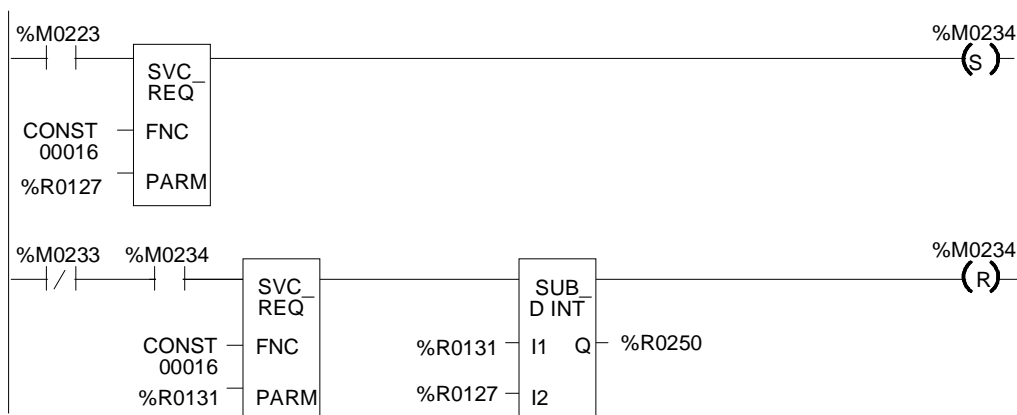 %M0223 %M0234
SVC_
REQ
(S)
CONST FNC
00016
%R0127 PARM
%M0233 %M0234 %M0234
/
SVC_ SUB_
REQ D INT
(R)
CONST FNC %R0131 I1 Q %R0250
00016
%R0131 PARM %R0127 I2